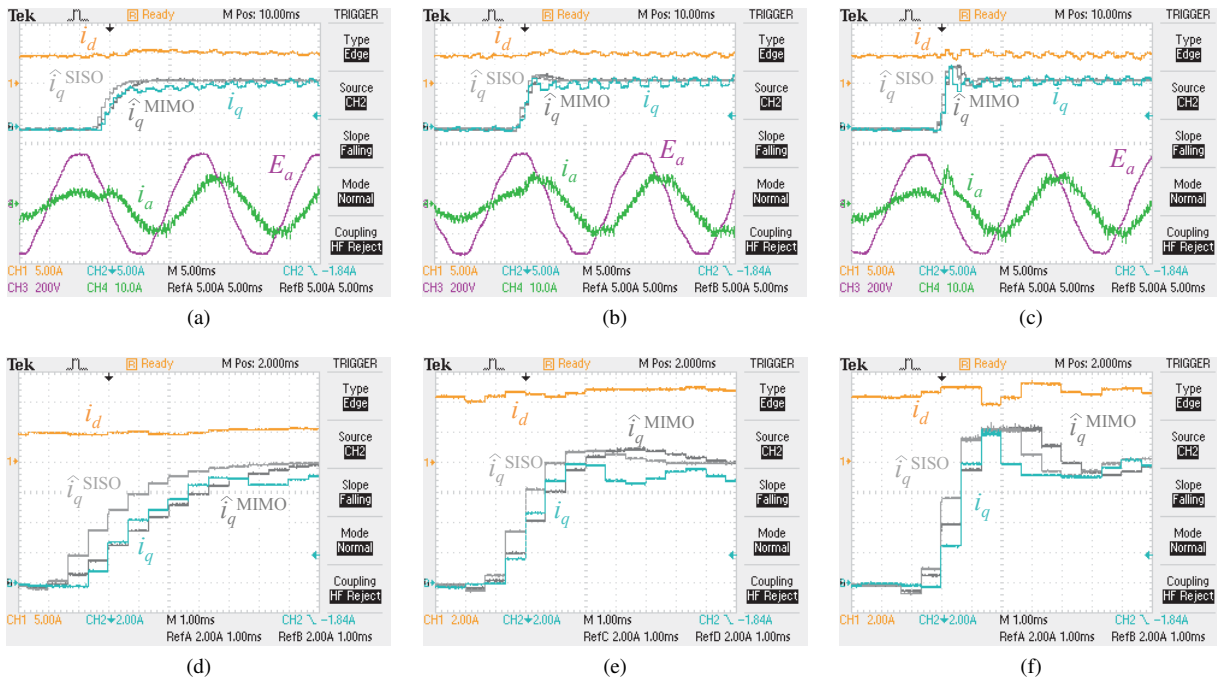 Tek
R Ready
M Pos: 10.00ms
TRIGGER
i_d
Type
Edge
1
î_q^SISO
Source
CH2
î_q^MIMO
i_q
Slope
Falling
E_a
Mode
Normal
i_a
Coupling
HF Reject
CH1 5.00A
CH2 5.00A
M 5.00ms
CH2 -1.84A
CH3 200V
CH4 10.0A
RefA 5.00A 5.00ms
RefB 5.00A 5.00ms
(a)
Tek
R Ready
M Pos: 10.00ms
TRIGGER
i_d
Type
Edge
1
î_q^SISO
Source
CH2
î_q^MIMO
i_q
Slope
Falling
E_a
Mode
Normal
i_a
Coupling
HF Reject
CH1 5.00A
CH2 5.00A
M 5.00ms
CH2 -1.84A
CH3 200V
CH4 10.0A
RefA 5.00A 5.00ms
RefB 5.00A 5.00ms
(b)
Tek
R Ready
M Pos: 10.00ms
TRIGGER
i_d
Type
Edge
1
î_q^SISO
Source
CH2
î_q^MIMO
i_q
Slope
Falling
E_a
Mode
Normal
i_a
Coupling
HF Reject
CH1 5.00A
CH2 5.00A
M 5.00ms
CH2 -1.84A
CH3 200V
CH4 10.0A
RefA 5.00A 5.00ms
RefB 5.00A 5.00ms
(c)
Tek
R Ready
M Pos: 2.000ms
TRIGGER
Type
Edge
i_d
Source
CH2
1
î_q^SISO
Slope
Falling
î_q^MIMO
i_q
Mode
Normal
Coupling
HF Reject
CH1 5.00A
CH2 2.00A
M 1.00ms
CH2 -1.84A
RefA 2.00A 1.00ms
RefB 2.00A 1.00ms
(d)
Tek
R Ready
M Pos: 2.000ms
TRIGGER
Type
Edge
i_d
î_q^MIMO
Source
CH2
1
î_q^SISO
Slope
Falling
i_q
Mode
Normal
Coupling
HF Reject
CH1 2.00A
CH2 2.00A
M 1.00ms
CH2 -1.84A
RefC 2.00A 1.00ms
RefD 2.00A 1.00ms
(e)
Tek
R Ready
M Pos: 2.000ms
TRIGGER
Type
Edge
i_d
î_q^MIMO
Source
CH2
1
î_q^SISO
Slope
Falling
i_q
Mode
Normal
Coupling
HF Reject
CH1 2.00A
CH2 2.00A
M 1.00ms
CH2 -1.84A
RefA 2.00A 1.00ms
RefB 2.00A 1.00ms
(f)